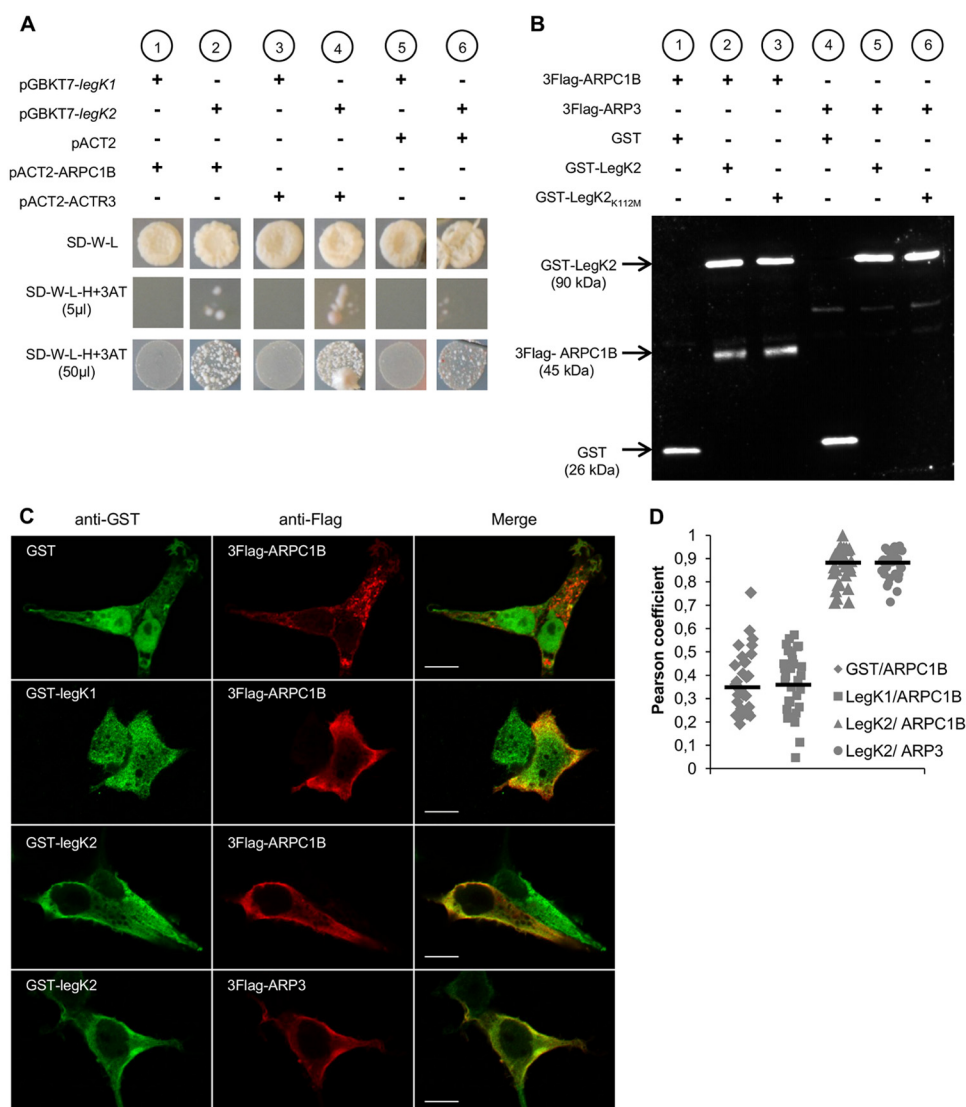 A
1 2 3 4 5 6
pGBKT7-legK1 + - + - + -
pGBKT7-legK2 - + - + - +
pACT2 - - - - + +
pACT2-ARPC1B + + - - - -
pACT2-ACTR3 - - + + - -
SD-W-L
SD-W-L-H+3AT
(5µl)
SD-W-L-H+3AT
(50µl)
B
1 2 3 4 5 6
3Flag-ARPC1B + + + - - -
3Flag-ARP3 - - - + + +
GST + - - + - -
GST-LegK2 - + - - + -
GST-LegK2K112M - - + - - +
GST-LegK2
(90 kDa)
3Flag- ARPC1B
(45 kDa)
GST
(26 kDa)
C
anti-GST anti-Flag Merge
GST 3Flag-ARPC1B
GST-legK1 3Flag-ARPC1B
GST-legK2 3Flag-ARPC1B
GST-legK2 3Flag-ARP3
D
Pearson coefficient
1
0,9
0,8
0,7
0,6
0,5
0,4
0,3
0,2
0,1
0
GST/ARPC1B
LegK1/ARPC1B
LegK2/ ARPC1B
LegK2/ ARP3